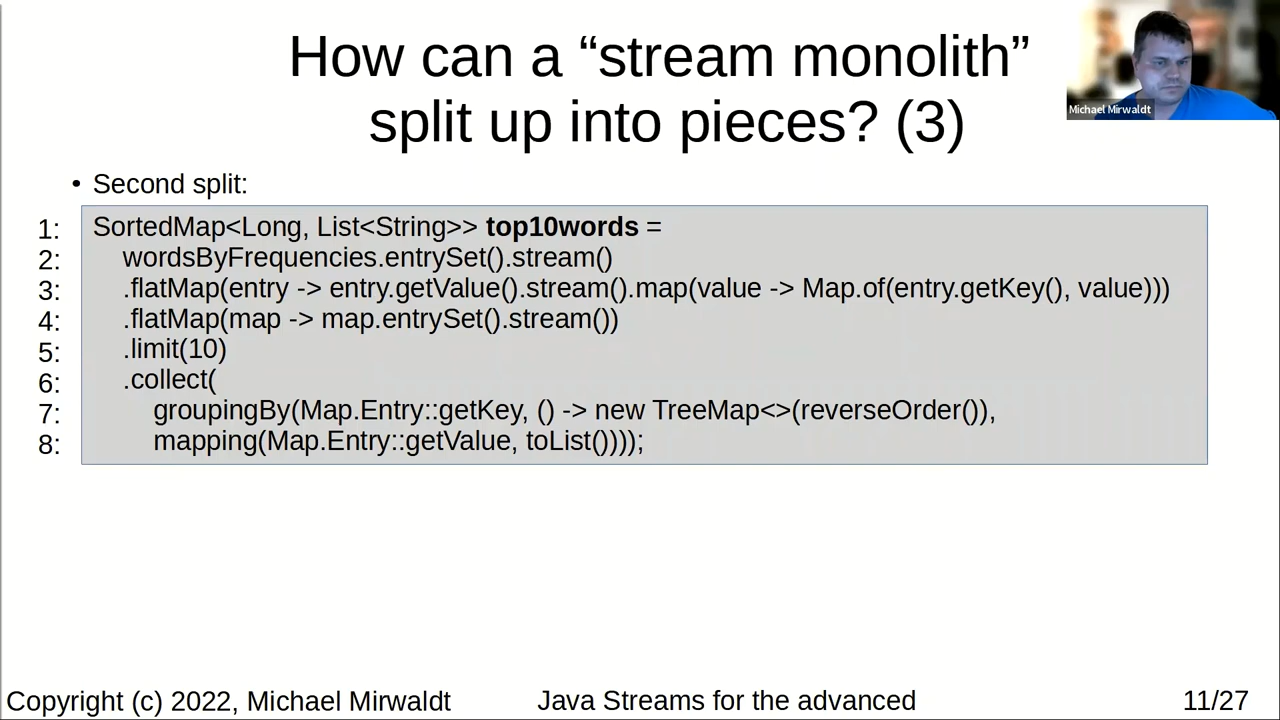 How can a “stream monolith”
split up into pieces? (3)
Michael Mirwaldt
• Second split:
1: SortedMap<Long, List<String>> top10words =
2: wordsByFrequencies.entrySet().stream()
3: .flatMap(entry -> entry.getValue().stream().map(value -> Map.of(entry.getKey(), value)))
4: .flatMap(map -> map.entrySet().stream())
5: .limit(10)
6: .collect(
7: groupingBy(Map.Entry::getKey, () -> new TreeMap<>(reverseOrder()),
8: mapping(Map.Entry::getValue, toList())));
Copyright (c) 2022, Michael Mirwaldt Java Streams for the advanced 11/27